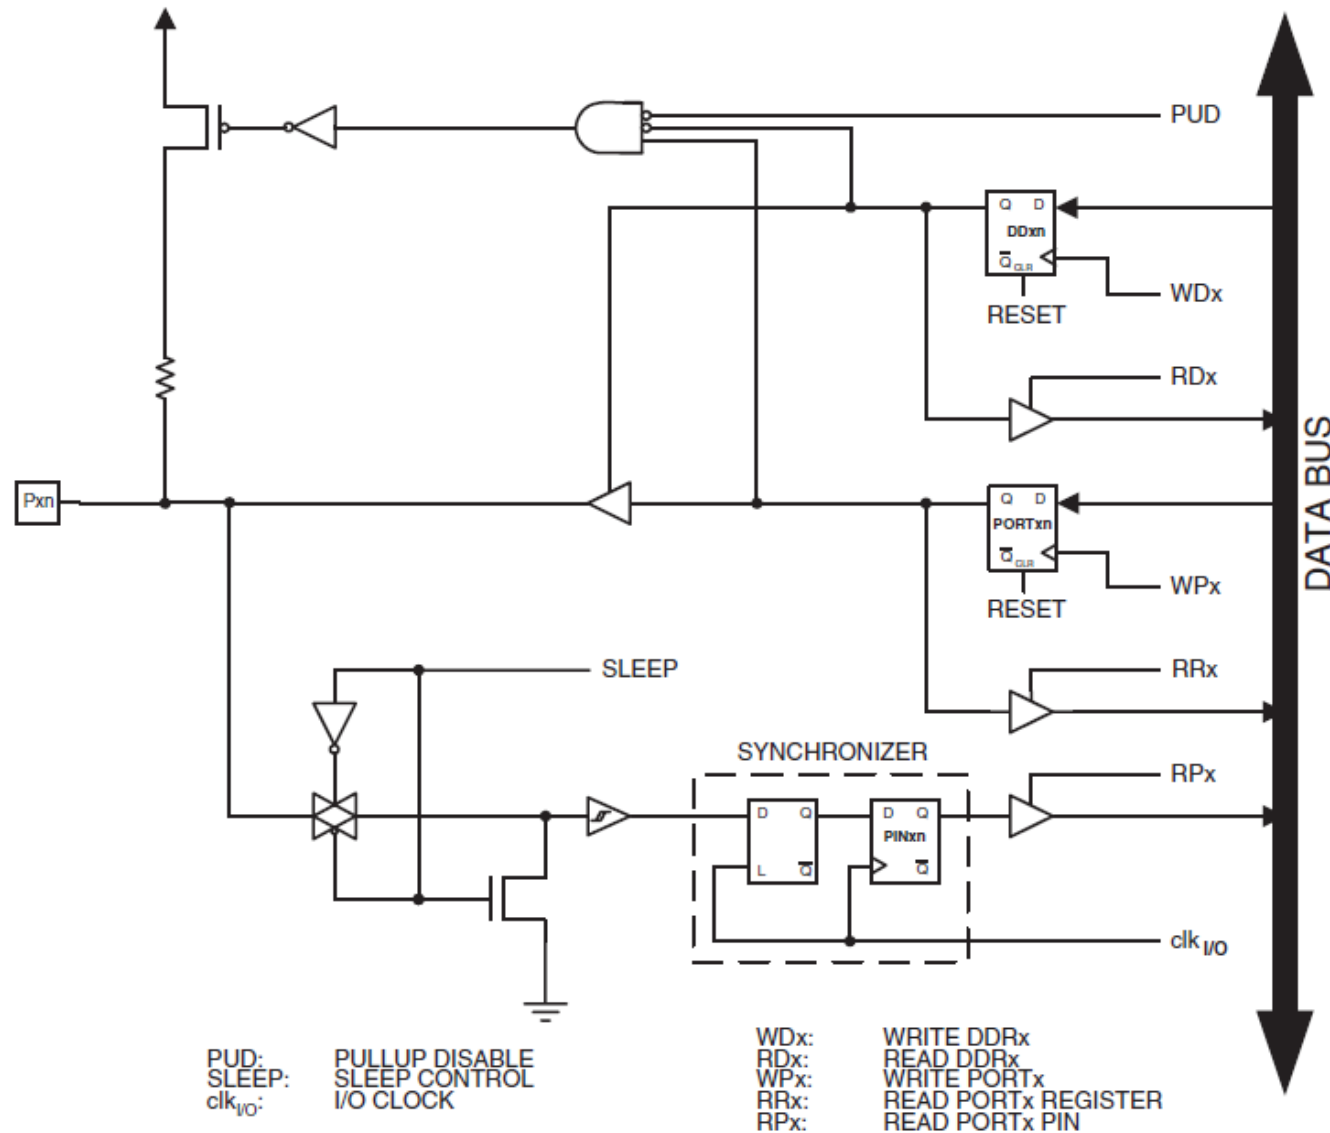 PUD
Q D
DDxn
Q CLR
WDx
RESET
RDx
DATA BUS
Pxn
Q D
PORTxn
Q CLR
WPx
RESET
SLEEP
RRx
SYNCHRONIZER
RPx
D Q
D Q
PINxn
L Q
Q
clk I/O
PUD: PULLUP DISABLE
SLEEP: SLEEP CONTROL
clk I/O: I/O CLOCK
WDx: WRITE DDRx
RDx: READ DDRx
WPx: WRITE PORTx
RRx: READ PORTx REGISTER
RPx: READ PORTx PIN